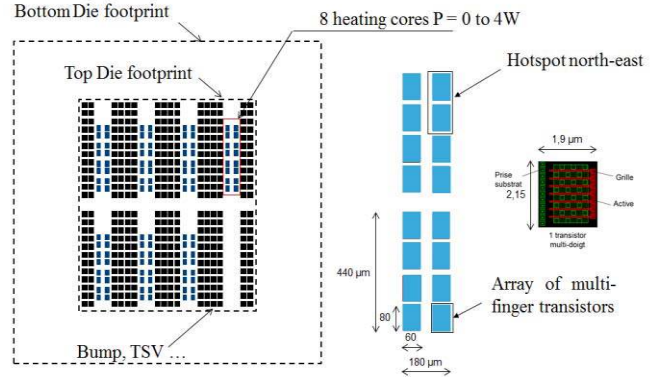 Bottom Die footprint
8 heating cores P = 0 to 4W
Top Die footprint
Hotspot north-east
1,9 µm
Prise
substrat
2,15
Grille
Active
1 transistor
multi-doigt
440 µm
80
60
180 µm
Array of multi-
finger transistors
Bump, TSV ...